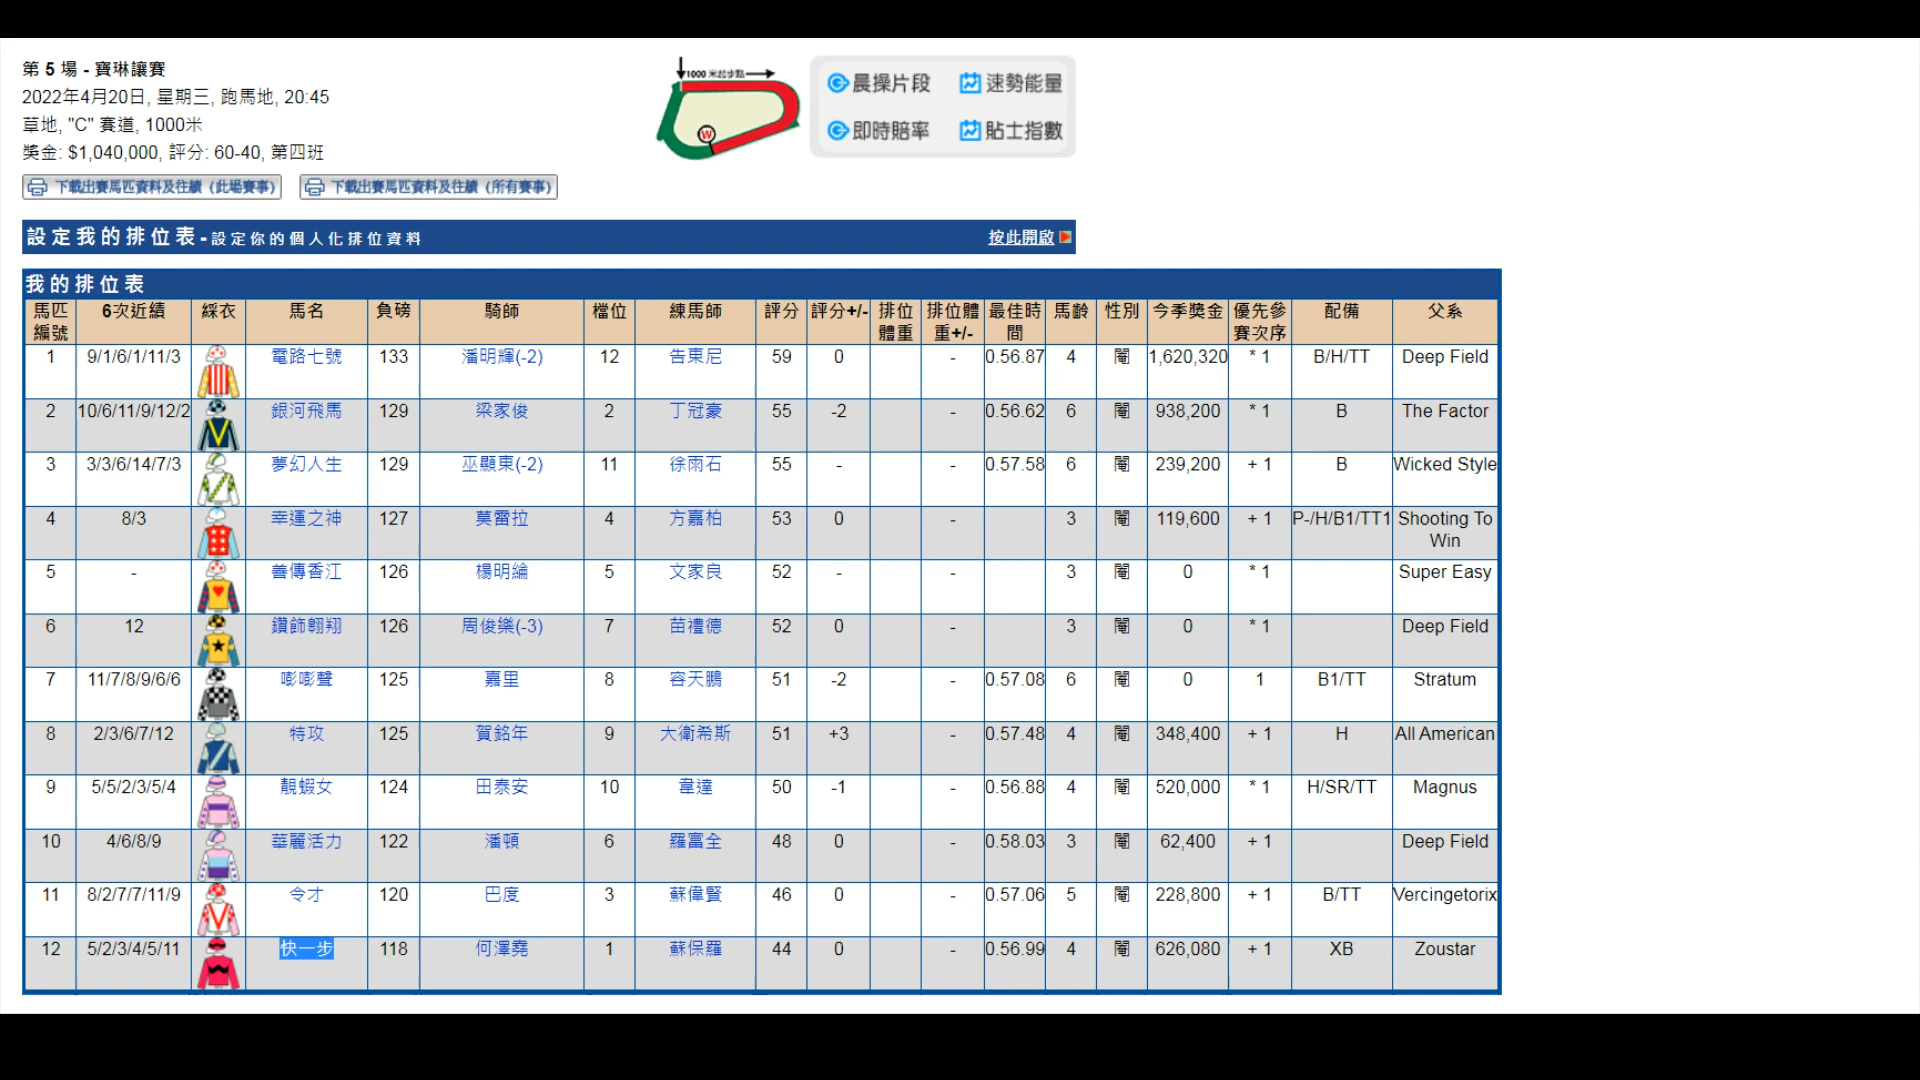 第 5 場 - 寶琳讓賽
2022年4月20日, 星期三, 跑馬地, 20:45
草地, "C" 賽道, 1000米
獎金: $1,040,000, 評分: 60-40, 第四班
1000 米起步點
W
晨操片段 速勢能量
即時賠率 貼士指數
下載出賽馬匹資料及往績 (此場賽事) 下載出賽馬匹資料及往績 (所有賽事)
設定我的排位表 - 設定你的個人化排位資料 按此開啟
我的排位表
馬匹編號 6次近績 綵衣 馬名 負磅 騎師 檔位 練馬師 評分 評分+/- 排位體重 排位體重+/- 最佳時間 馬齡 性別 今季獎金 優先參賽次序 配備 父系
1 9/1/6/1/11/3 電路七號 133 潘明輝(-2) 12 告東尼 59 0 - 0.56.87 4 閹 1,620,320 * 1 B/H/TT Deep Field
2 10/6/11/9/12/2 銀河飛馬 129 梁家俊 2 丁冠豪 55 -2 - 0.56.62 6 閹 938,200 * 1 B The Factor
3 3/3/6/14/7/3 夢幻人生 129 巫顯東(-2) 11 徐雨石 55 - - 0.57.58 6 閹 239,200 + 1 B Wicked Style
4 8/3 幸運之神 127 莫雷拉 4 方嘉柏 53 0 - 3 閹 119,600 + 1 P-/H/B1/TT1 Shooting To Win
5 - 善傳香江 126 楊明綸 5 文家良 52 - - 3 閹 0 * 1 Super Easy
6 12 鑽飾翱翔 126 周俊樂(-3) 7 苗禮德 52 0 - 3 閹 0 * 1 Deep Field
7 11/7/8/9/6/6 嘭嘭聲 125 嘉里 8 容天鵬 51 -2 - 0.57.08 6 閹 0 1 B1/TT Stratum
8 2/3/6/7/12 特攻 125 賀銘年 9 大衛希斯 51 +3 - 0.57.48 4 閹 348,400 + 1 H All American
9 5/5/2/3/5/4 靚蝦女 124 田泰安 10 韋達 50 -1 - 0.56.88 4 閹 520,000 * 1 H/SR/TT Magnus
10 4/6/8/9 華麗活力 122 潘頓 6 羅富全 48 0 - 0.58.03 3 閹 62,400 + 1 Deep Field
11 8/2/7/7/11/9 令才 120 巴度 3 蘇偉賢 46 0 - 0.57.06 5 閹 228,800 + 1 B/TT Vercingetorix
12 5/2/3/4/5/11 快一步 118 何澤堯 1 蘇保羅 44 0 - 0.56.99 4 閹 626,080 + 1 XB Zoustar